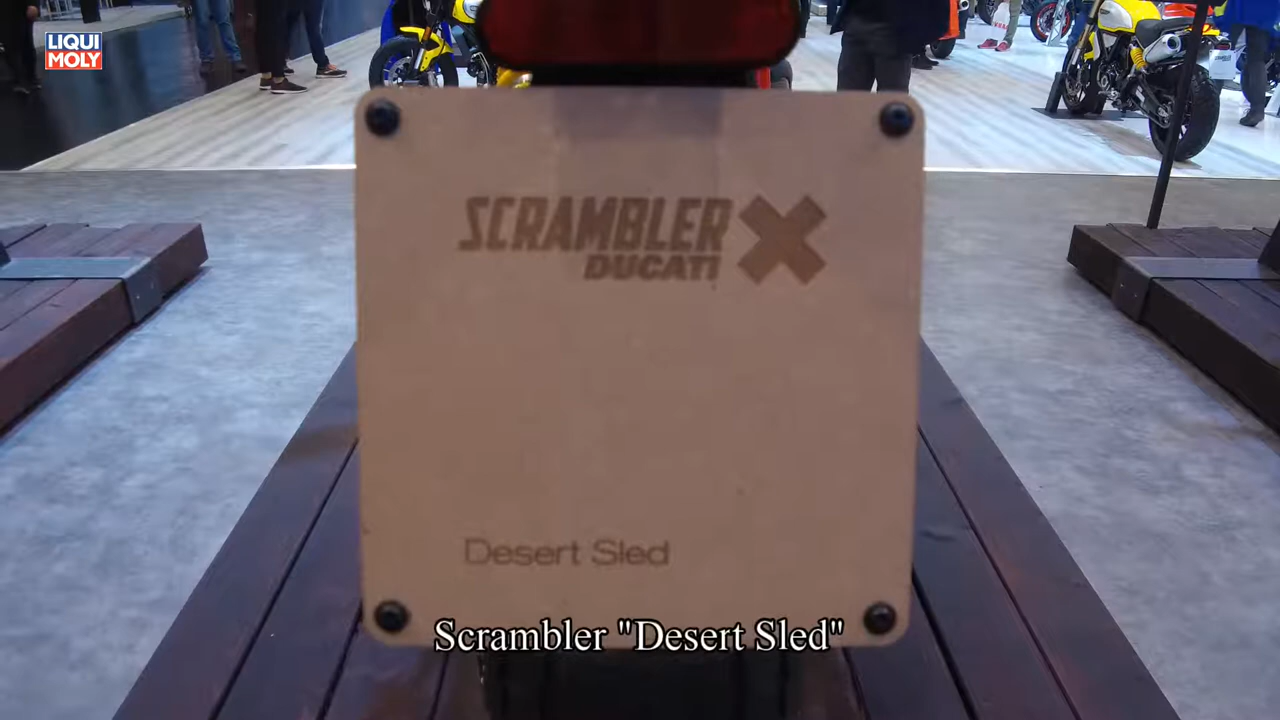 LIQUI
MOLY
SCRAMBLER
DUCATI
Desert Sled
Scrambler "Desert Sled"